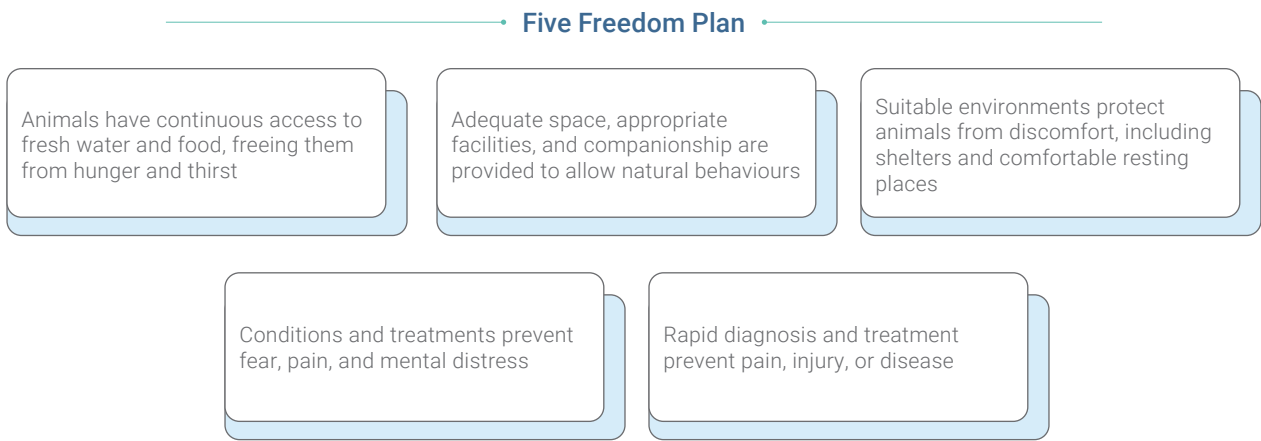 Five Freedom Plan
Animals have continuous access to
fresh water and food, freeing them
from hunger and thirst
Adequate space, appropriate
facilities, and companionship are
provided to allow natural behaviours
Suitable environments protect
animals from discomfort, including
shelters and comfortable resting
places
Conditions and treatments prevent
fear, pain, and mental distress
Rapid diagnosis and treatment
prevent pain, injury, or disease